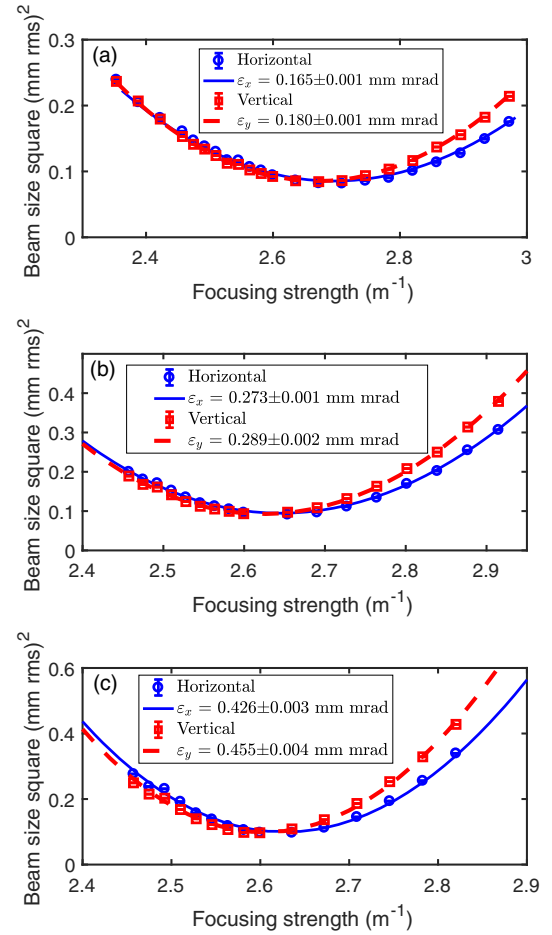 0.3
(a)
Horizontal
εx = 0.165±0.001 mm mrad
Vertical
εy = 0.180±0.001 mm mrad
0.2
0.1
0
Beam size square (mm rms)^2
2.4
2.6
2.8
3
Focusing strength (m^-1)
(b)
Horizontal
εx = 0.273±0.001 mm mrad
Vertical
εy = 0.289±0.002 mm mrad
0.4
0.3
0.2
0.1
0
Beam size square (mm rms)^2
2.4
2.5
2.6
2.7
2.8
2.9
Focusing strength (m^-1)
0.6
(c)
Horizontal
εx = 0.426±0.003 mm mrad
Vertical
εy = 0.455±0.004 mm mrad
0.4
0.2
0
Beam size square (mm rms)^2
2.4
2.5
2.6
2.7
2.8
2.9
Focusing strength (m^-1)